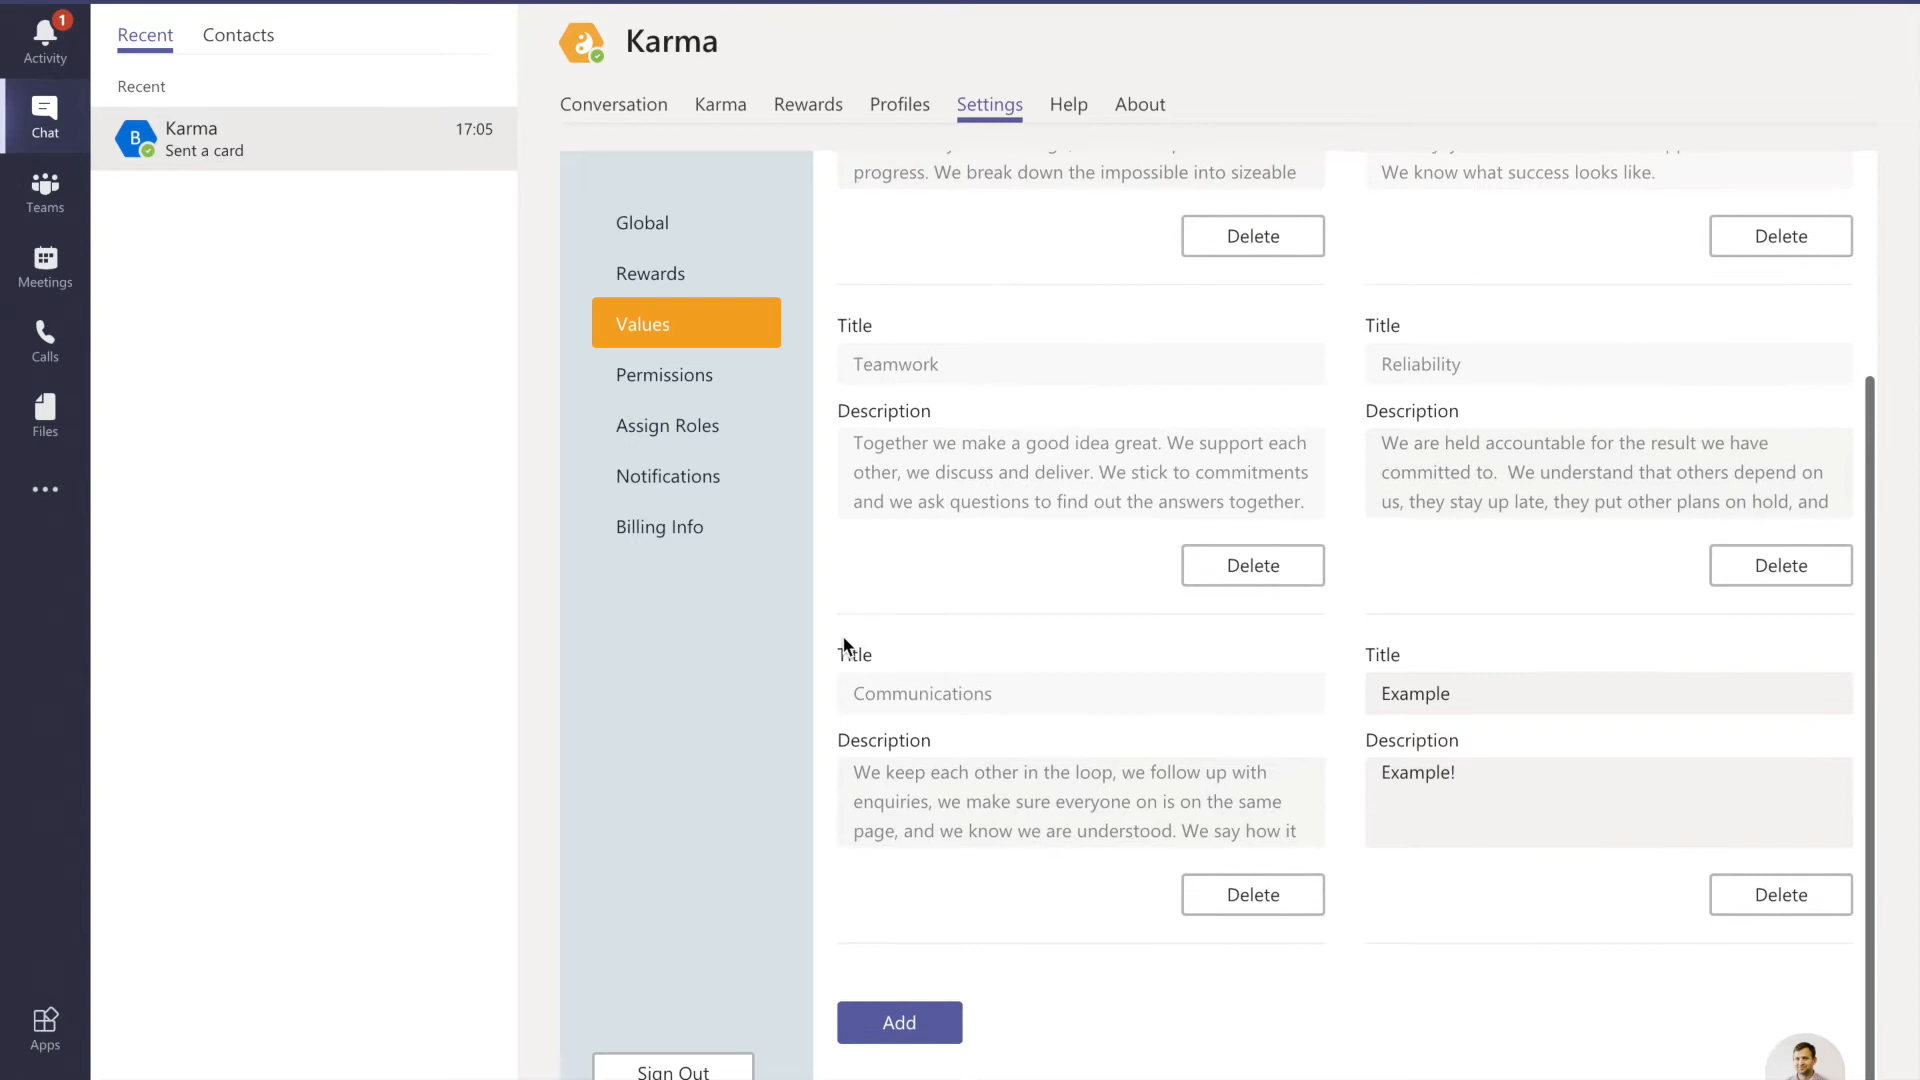 1
Activity
Chat
Teams
Meetings
Calls
Files
Apps
Recent
Contacts
Recent
B
Karma
17:05
Sent a card
Karma
Conversation
Karma
Rewards
Profiles
Settings
Help
About
Global
Rewards
Values
Permissions
Assign Roles
Notifications
Billing Info
Sign Out
progress. We break down the impossible into sizeable
Delete
We know what success looks like.
Delete
Title
Teamwork
Description
Together we make a good idea great. We support each
other, we discuss and deliver. We stick to commitments
and we ask questions to find out the answers together.
Delete
Title
Reliability
Description
We are held accountable for the result we have
committed to.  We understand that others depend on
us, they stay up late, they put other plans on hold, and
Delete
Title
Communications
Description
We keep each other in the loop, we follow up with
enquiries, we make sure everyone on is on the same
page, and we know we are understood. We say how it
Delete
Title
Example
Description
Example!
Delete
Add